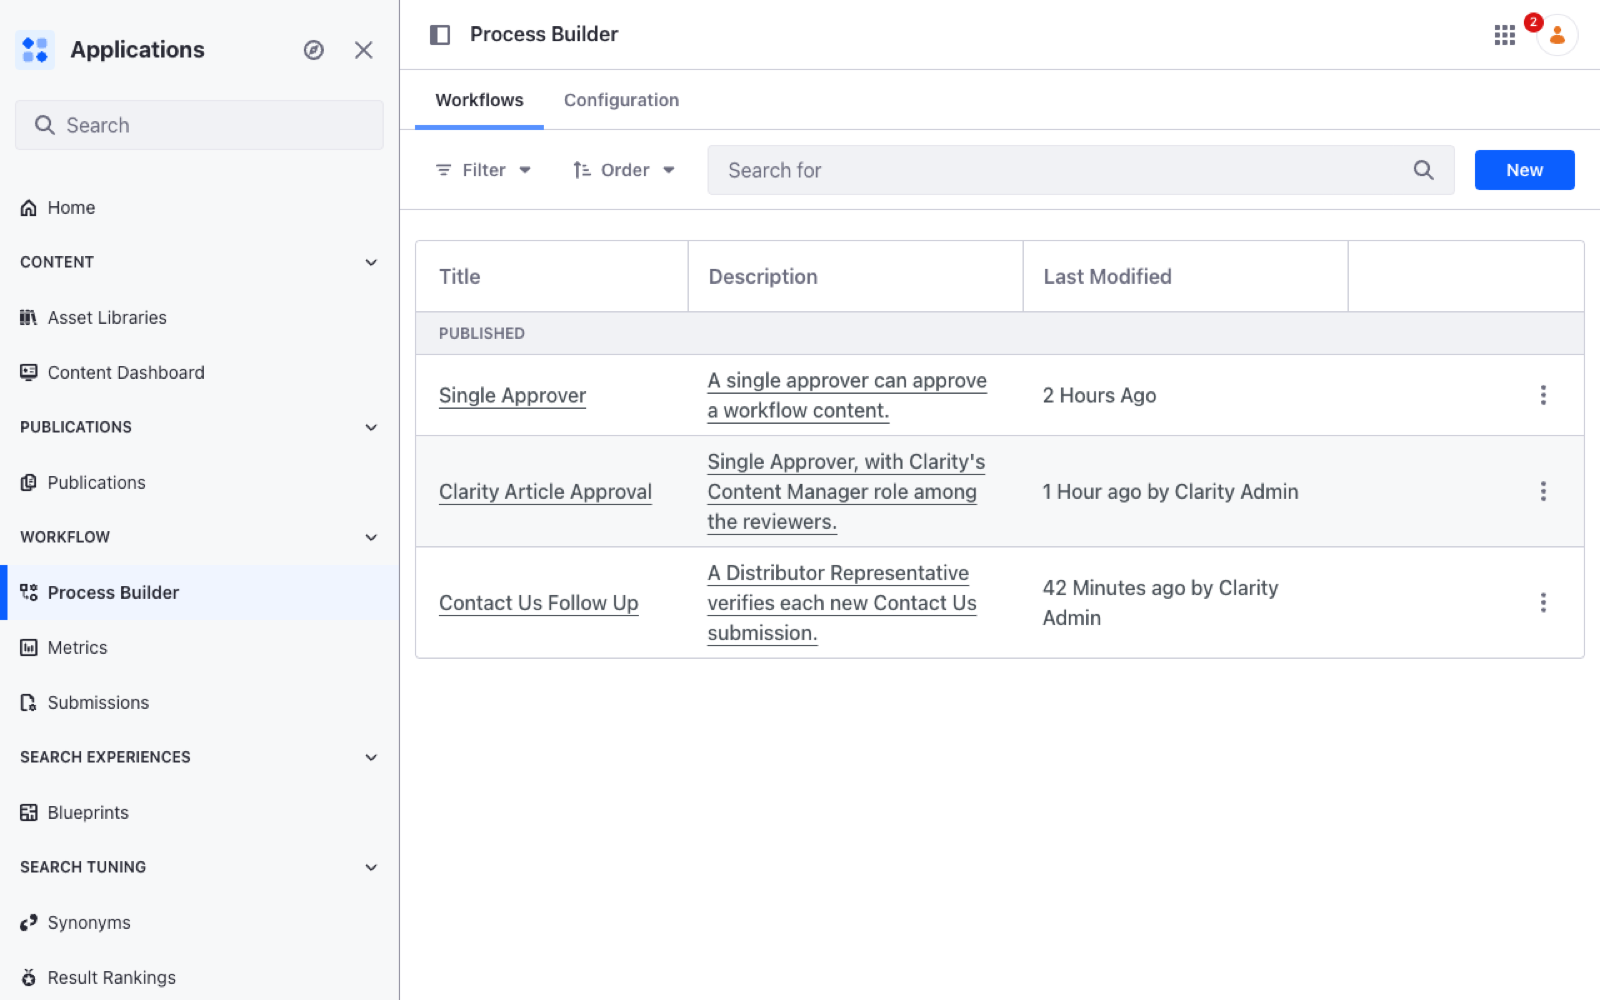 Applications
Search
Home
CONTENT
Asset Libraries
Content Dashboard
PUBLICATIONS
Publications
WORKFLOW
Process Builder
Metrics
Submissions
SEARCH EXPERIENCES
Blueprints
SEARCH TUNING
Synonyms
Result Rankings
Process Builder
2
Workflows
Configuration
Filter
Order
Search for
New
Title
Description
Last Modified
PUBLISHED
Single Approver
A single approver can approve
a workflow content.
2 Hours Ago
Clarity Article Approval
Single Approver, with Clarity's
Content Manager role among
the reviewers.
1 Hour ago by Clarity Admin
Contact Us Follow Up
A Distributor Representative
verifies each new Contact Us
submission.
42 Minutes ago by Clarity
Admin